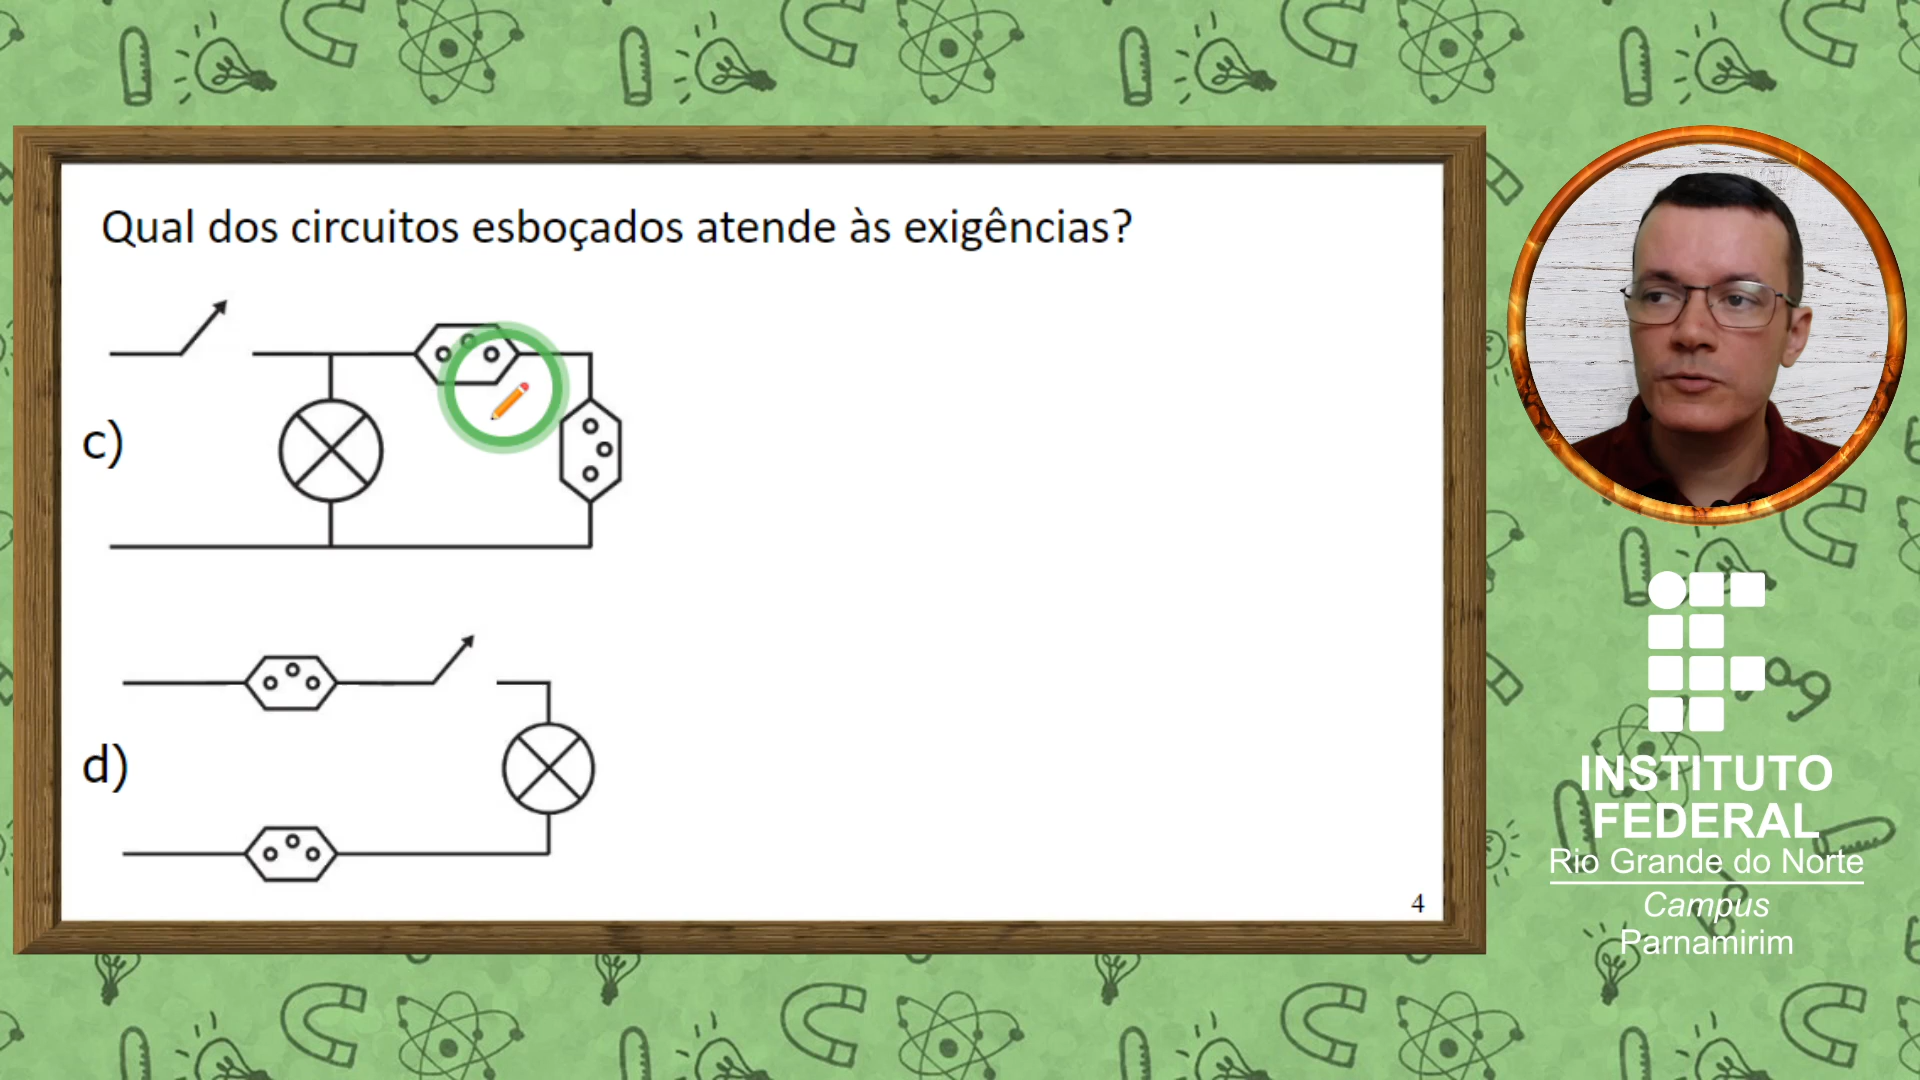 Qual dos circuitos esboçados atende às exigências?
c)
d)
4
INSTITUTO
FEDERAL
Rio Grande do Norte
Campus
Parnamirim